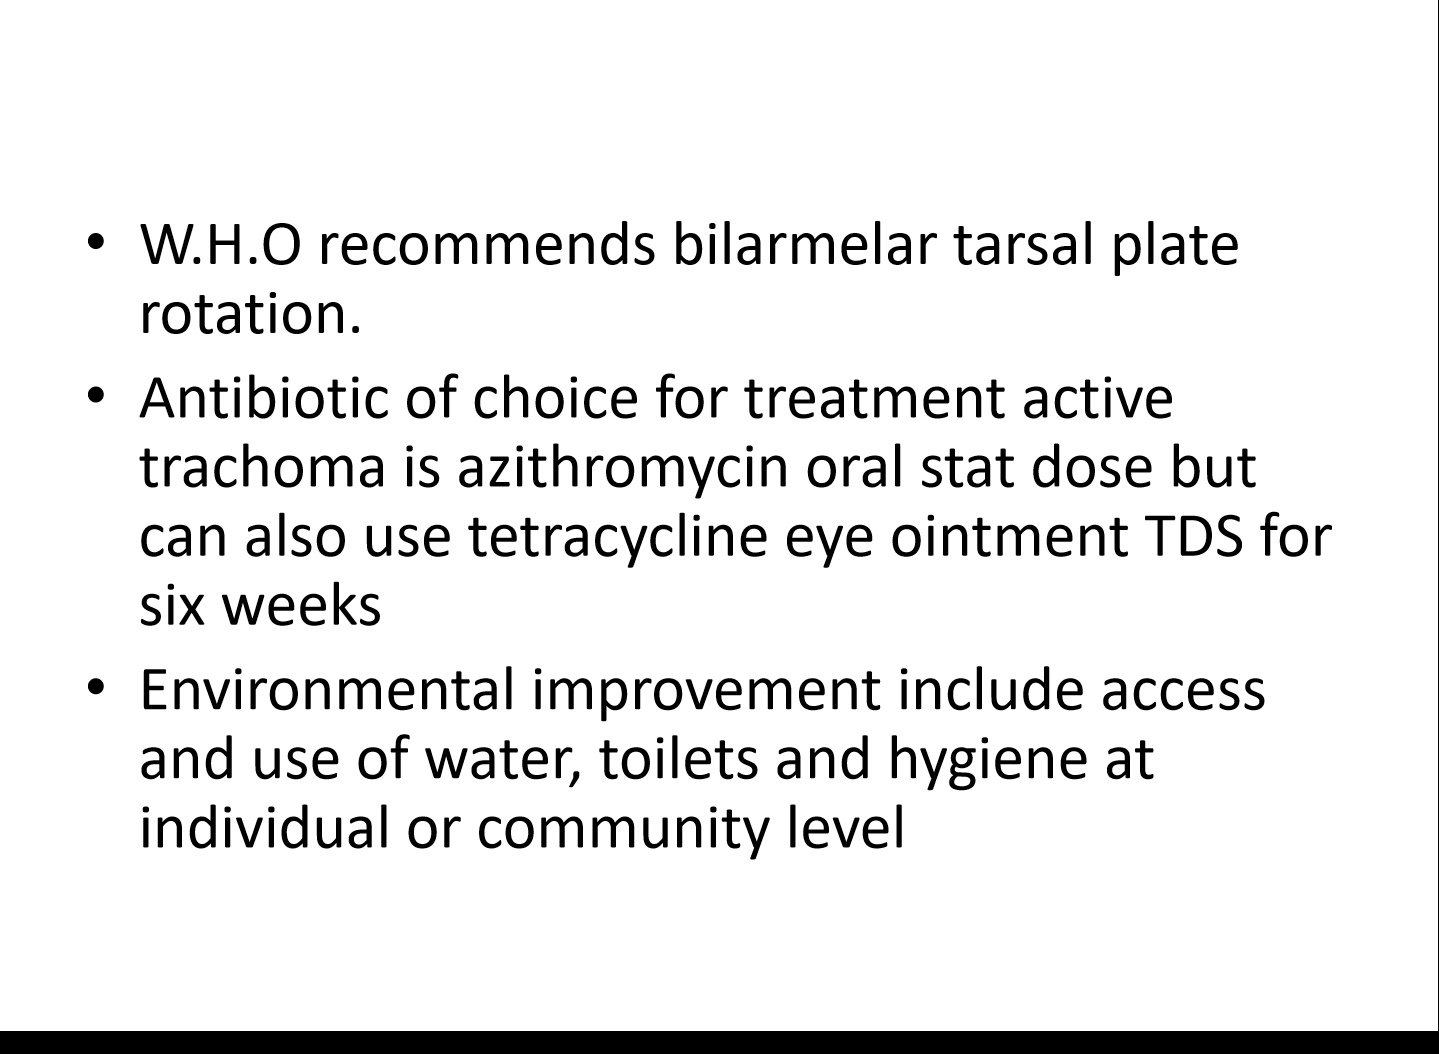 • W.H.O recommends bilarmelar tarsal plate
rotation.
• Antibiotic of choice for treatment active
trachoma is azithromycin oral stat dose but
can also use tetracycline eye ointment TDS for
six weeks
• Environmental improvement include access
and use of water, toilets and hygiene at
individual or community level